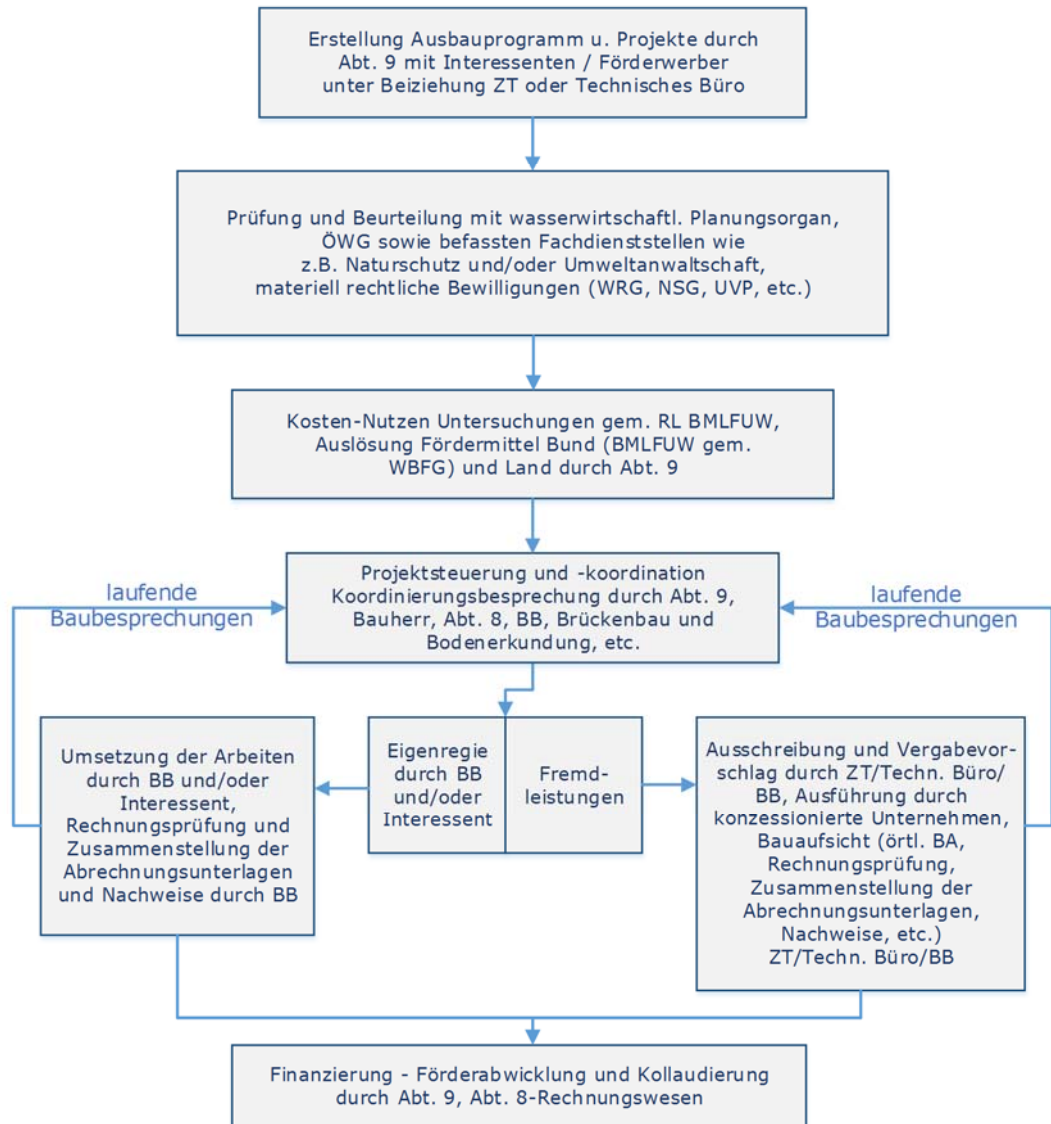 Erstellung Ausbauprogramm u. Projekte durch
Abt. 9 mit Interessenten / Förderwerber
unter Beiziehung ZT oder Technisches Büro
Prüfung und Beurteilung mit wasserwirtschaftl. Planungsorgan,
ÖWG sowie befassten Fachdienststellen wie
z.B. Naturschutz und/oder Umweltanwaltschaft,
materiell rechtliche Bewilligungen (WRG, NSG, UVP, etc.)
Kosten-Nutzen Untersuchungen gem. RL BMLFUW,
Auslösung Fördermittel Bund (BMLFUW gem.
WBFG) und Land durch Abt. 9
Projektsteuerung und -koordination
Koordinierungsbesprechung durch Abt. 9,
Bauherr, Abt. 8, BB, Brückenbau und
Bodenerkundung, etc.
laufende
Baubesprechungen
laufende
Baubesprechungen
Umsetzung der Arbeiten
durch BB und/oder
Interessent,
Rechnungsprüfung und
Zusammenstellung der
Abrechnungsunterlagen
und Nachweise durch BB
Eigenregie
durch BB
und/oder
Interessent
Fremd-
leistungen
Ausschreibung und Vergabevor-
schlag durch ZT/Techn. Büro/
BB, Ausführung durch
konzessionierte Unternehmen,
Bauaufsicht (örtl. BA,
Rechnungsprüfung,
Zusammenstellung der
Abrechnungsunterlagen,
Nachweise, etc.)
ZT/Techn. Büro/BB
Finanzierung - Förderabwicklung und Kollaudierung
durch Abt. 9, Abt. 8-Rechnungswesen